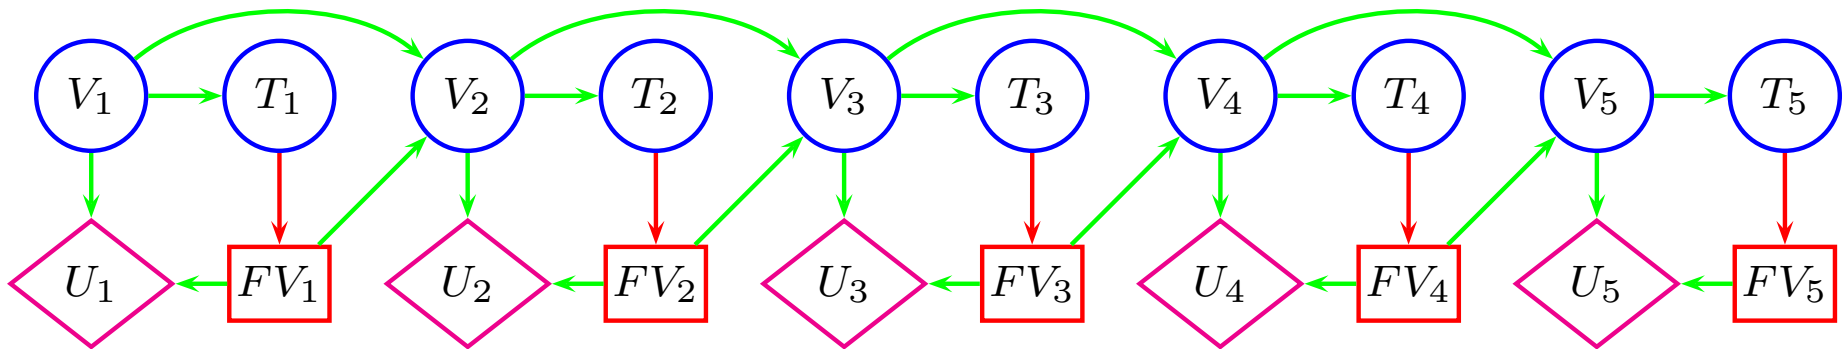 V₁ T₁ V₂ T₂ V₃ T₃ V₄ T₄ V₅ T₅
U₁ FV₁ U₂ FV₂ U₃ FV₃ U₄ FV₄ U₅ FV₅